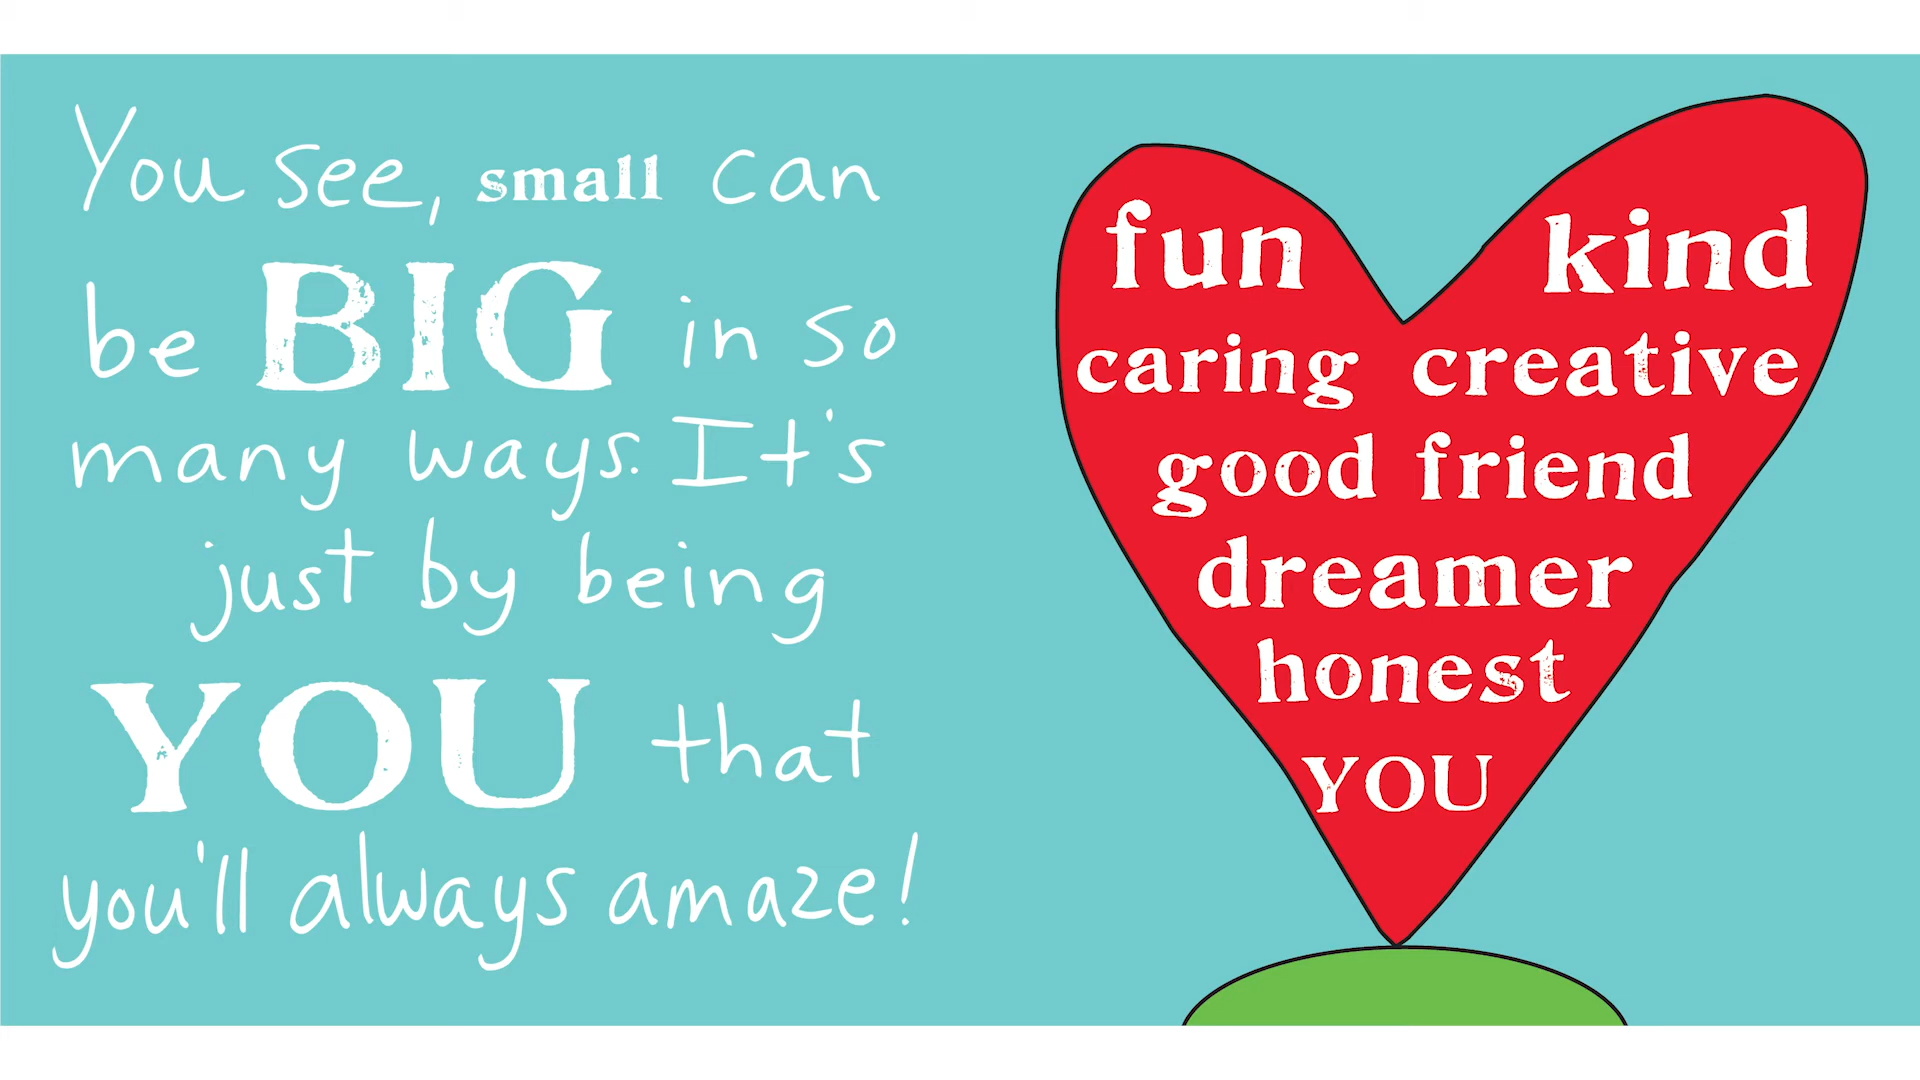 You see, small can
be BIG in so
many ways. It's
just by being
YOU that
you'll always amaze!
fun kind
caring creative
good friend
dreamer
honest
YOU